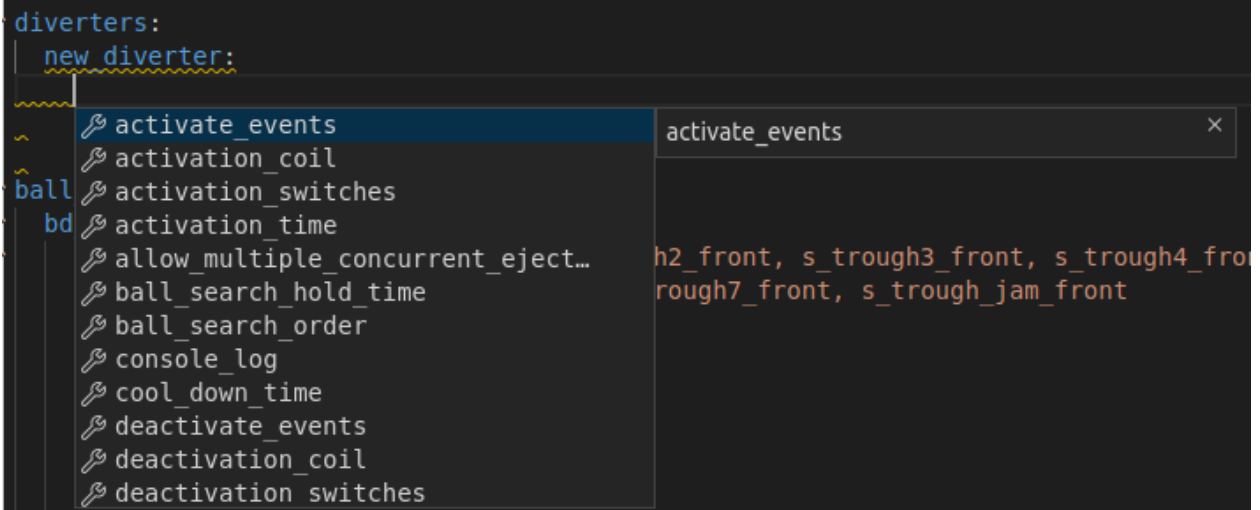 diverters:
new_diverter:
activate_events
activate_events ×
activation_coil
activation_switches
ball
activation_time
bd
allow_multiple_concurrent_eject…
h2_front, s_trough3_front, s_trough4_fron
ball_search_hold_time
rough7_front, s_trough_jam_front
ball_search_order
console_log
cool_down_time
deactivate_events
deactivation_coil
deactivation_switches